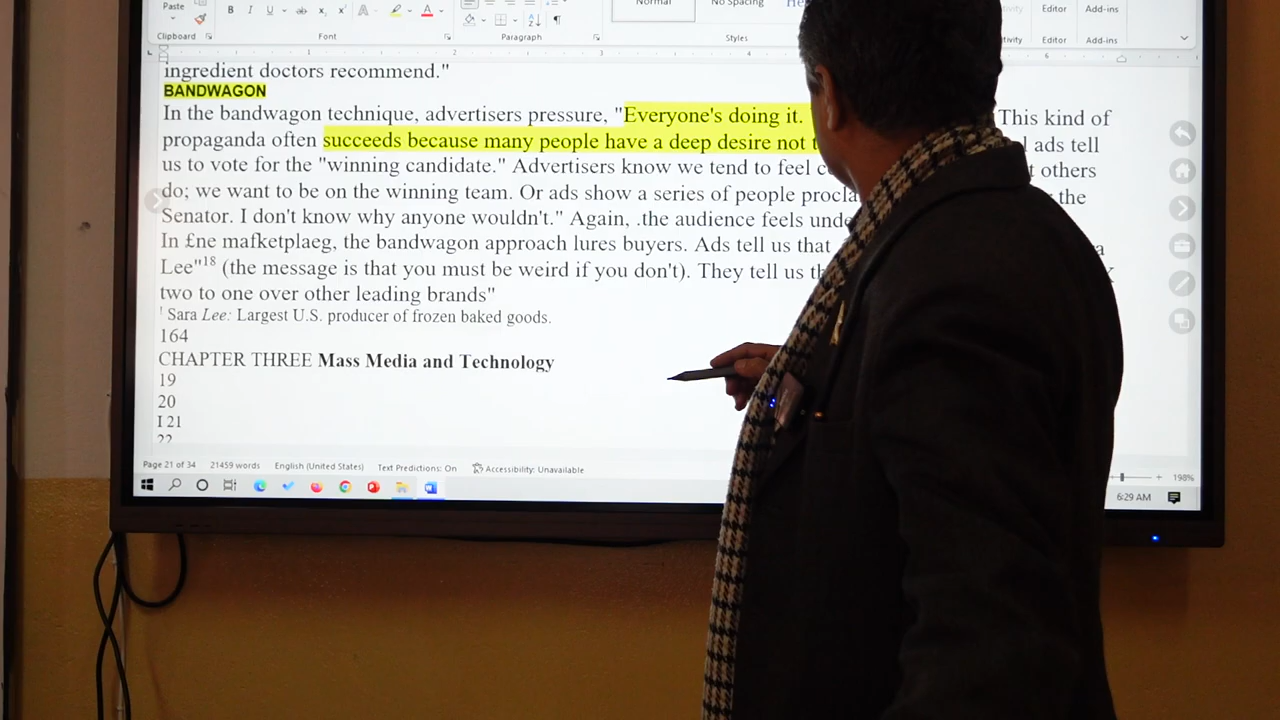 Paste
B I U ab x x A A
Normal
No Spacing
Editor
Add-ins
Clipboard
Font
Paragraph
Styles
Editor
Add-ins
ingredient doctors recommend."
BANDWAGON
In the bandwagon technique, advertisers pressure, "Everyone's doing it. This kind of
propaganda often succeeds because many people have a deep desire not ads tell
us to vote for the "winning candidate." Advertisers know we tend to feel others
do; we want to be on the winning team. Or ads show a series of people the
Senator. I don't know why anyone wouldn't." Again, .the audience feels
In £ne mafketplaeg, the bandwagon approach lures buyers. Ads tell us that
Lee"18 (the message is that you must be weird if you don't). They tell us
two to one over other leading brands"
Sara Lee: Largest U.S. producer of frozen baked goods.
164
CHAPTER THREE Mass Media and Technology
19
20
I 21
22
Page 21 of 34 21459 words English (United States) Text Predictions: On Accessibility: Unavailable 198%
6:29 AM